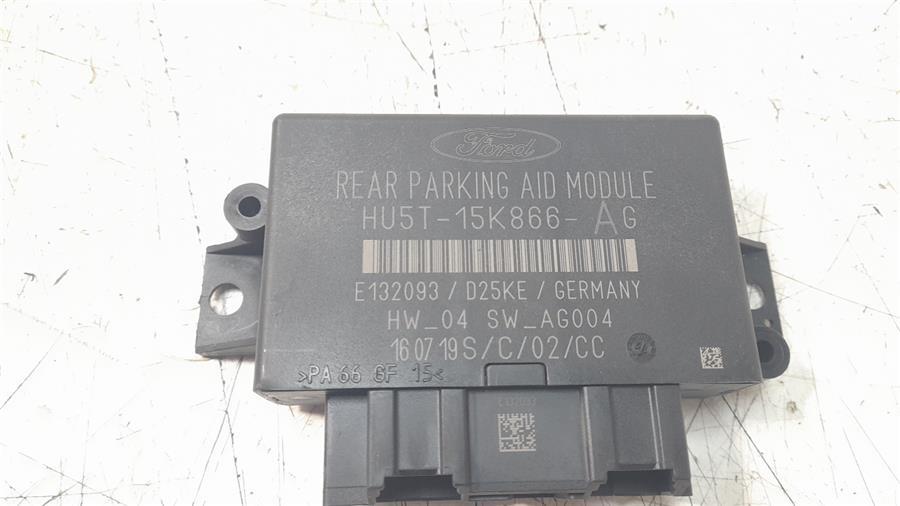 Ford
REAR PARKING AID MODULE
HU5T-15K866-AG
E132093/D25KE/GERMANY
HW_04 SW_AG004
160719S/C/02/CC
>PA 66 GF 15<
E132093